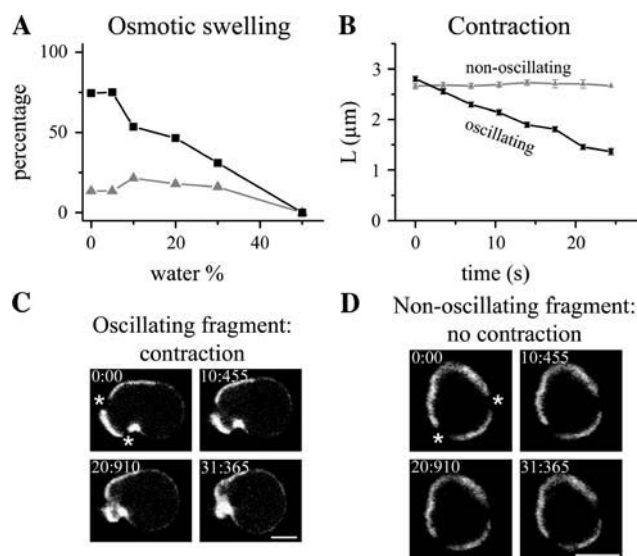 A Osmotic swelling
100
75
50
25
0
percentage
0 20 40
water %
B Contraction
3
2
1
0
L (µm)
non-oscillating
oscillating
0 10 20
time (s)
C Oscillating fragment:
contraction
0:00 10:455
* *
20:910 31:365
D Non-oscillating fragment:
no contraction
0:00 10:455
* *
20:910 31:365